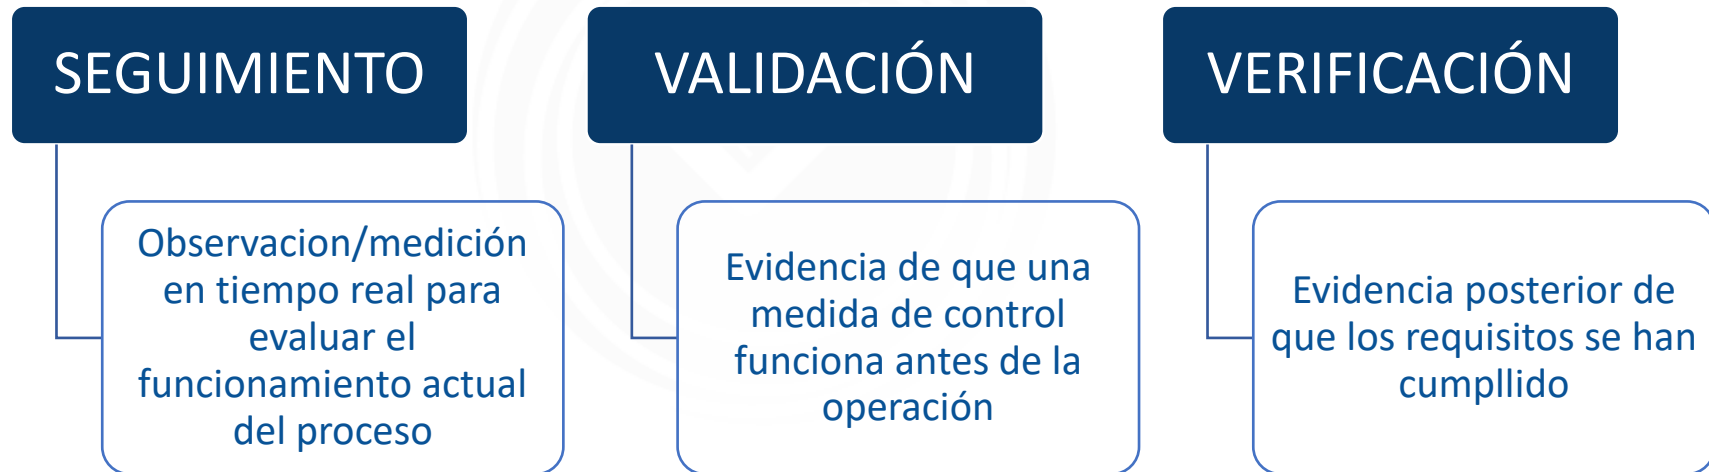 SEGUIMIENTO
Observacion/medición
en tiempo real para
evaluar el
funcionamiento actual
del proceso
VALIDACIÓN
Evidencia de que una
medida de control
funciona antes de la
operación
VERIFICACIÓN
Evidencia posterior de
que los requisitos se han
cumpllido